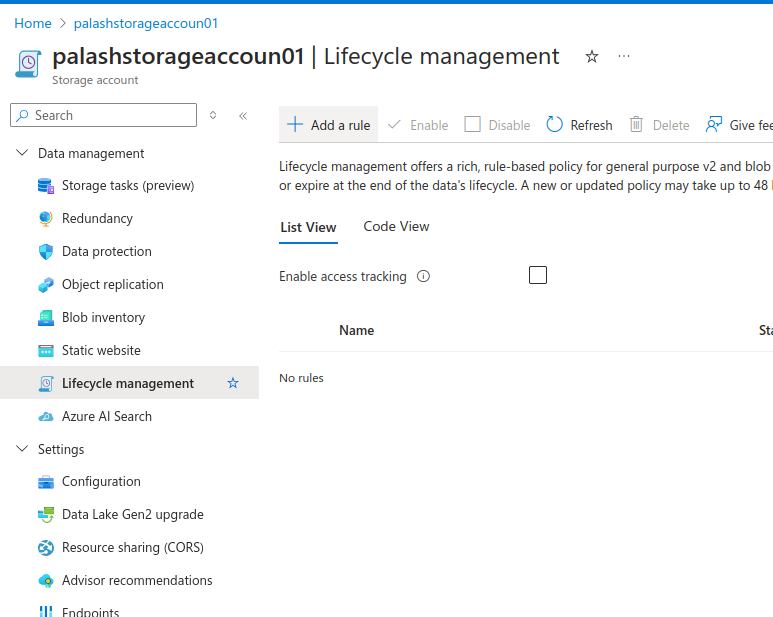 Home > palashstorageaccoun01
palashstorageaccoun01 | Lifecycle management
Storage account
Search
Data management
Storage tasks (preview)
Redundancy
Data protection
Object replication
Blob inventory
Static website
Lifecycle management
Azure AI Search
Settings
Configuration
Data Lake Gen2 upgrade
Resource sharing (CORS)
Advisor recommendations
Endpoints
Add a rule Enable Disable Refresh Delete Give fee
Lifecycle management offers a rich, rule-based policy for general purpose v2 and blob
or expire at the end of the data's lifecycle. A new or updated policy may take up to 48
List View Code View
Enable access tracking
Name Sta
No rules